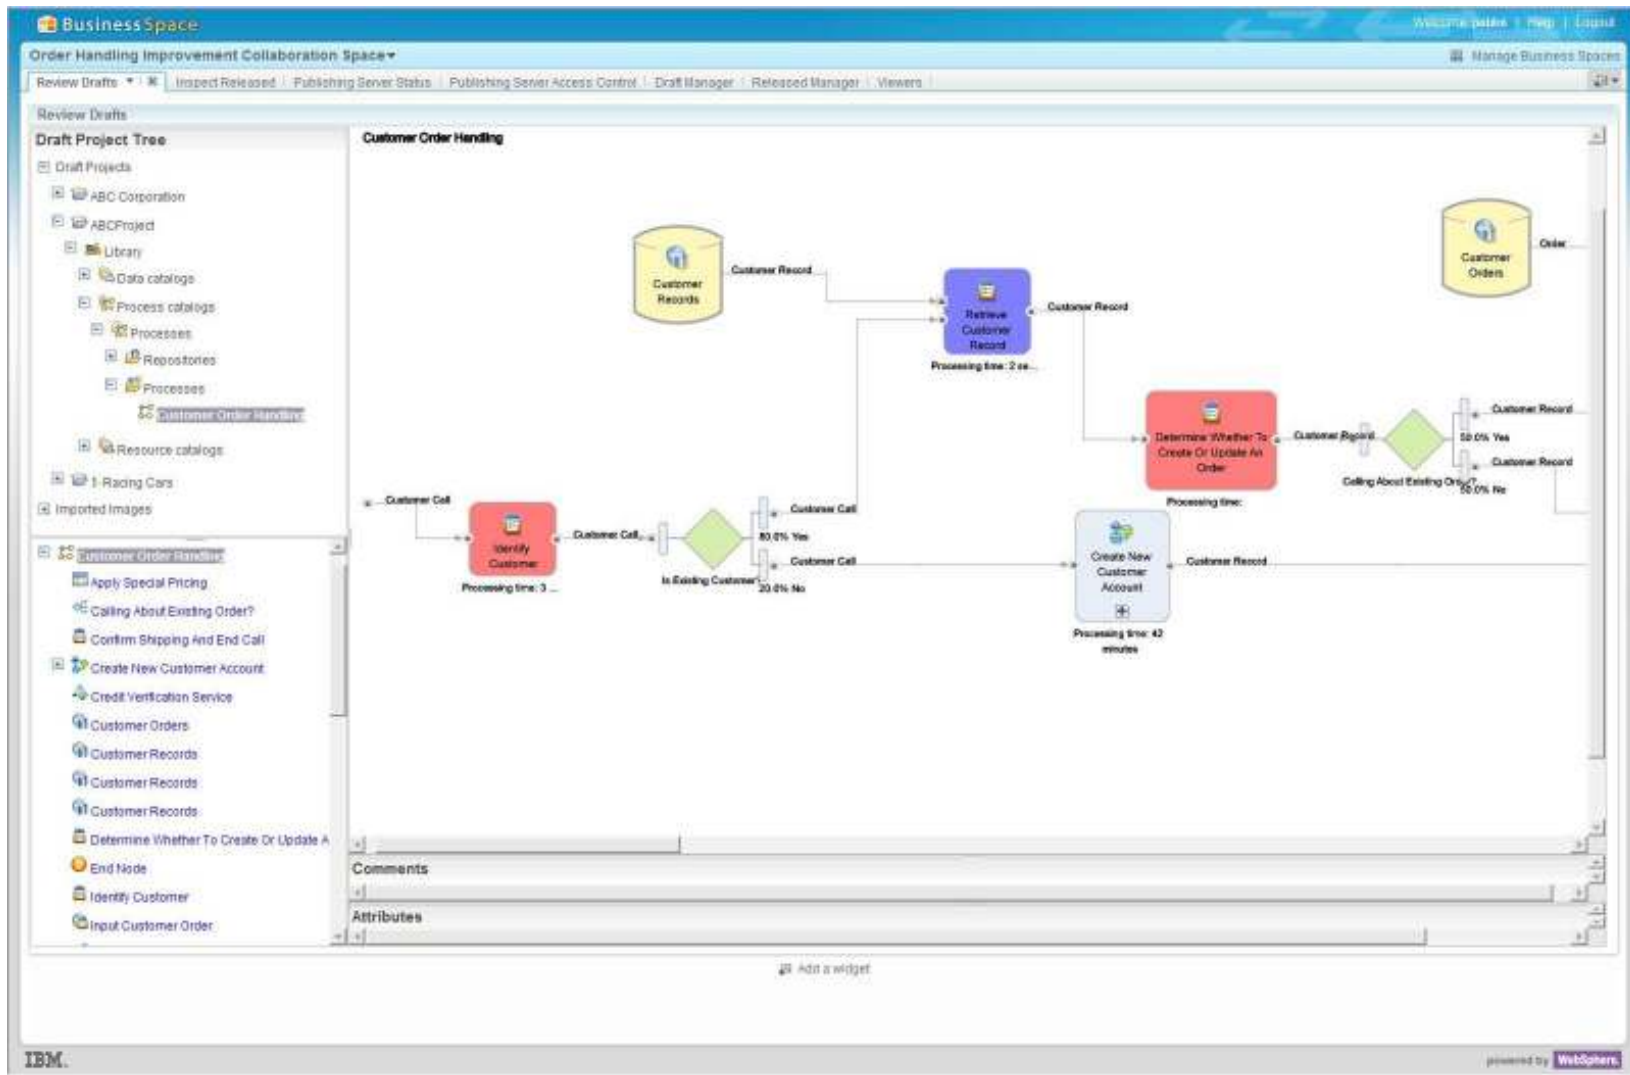 BusinessSpace
Welcome pablni | Help | Logout
Order Handling Improvement Collaboration Space
Manage Business Spaces
Review Drafts
Inspect Released
Publishing Server Status
Publishing Server Access Control
Draft Manager
Released Manager
Viewers
Review Drafts
Draft Project Tree
Draft Projects
ABC Corporation
ABCProject
Library
Data catalogs
Process catalogs
Processes
Repositories
Processes
Customer Order Handling
Resource catalogs
1-Racing Cars
Imported Images
Customer Order Handling
Apply Special Pricing
Calling About Existing Order?
Confirm Shipping And End Call
Create New Customer Account
Credit Verification Service
Customer Orders
Customer Records
Customer Records
Customer Records
Determine Whether To Create Or Update A
End Node
Identify Customer
Input Customer Order
Customer Order Handling
Customer
Records
Customer Record
Retrieve
Customer
Record
Processing time: 2 se...
Customer Record
Customer
Orders
Order
Determine Whether To
Create Or Update An
Order
Processing time:
Customer Record
Calling About Existing Order?
Customer Record
50.0% Yes
Customer Record
50.0% No
Customer Call
Identify
Customer
Processing time: 3 ...
Customer Call
Is Existing Customer?
Customer Call
80.0% Yes
Customer Call
20.0% No
Create New
Customer
Account
Processing time: 42
minutes
Customer Record
Comments
Attributes
Add a widget
IBM.
powered by WebSphere.